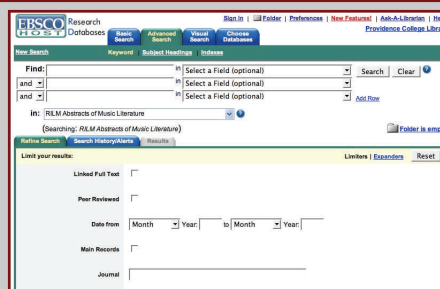 EBSCO HOST Research Databases
Sign In | Folder | Preferences | New Features! | Ask-A-Librarian |
Basic Search Advanced Search Visual Search Choose Databases
Providence College
New Search Keyword Subject Headings Indexes
Find: in Select a Field (optional) Search Clear
and in Select a Field (optional)
and in Select a Field (optional) Add Row
in: RILM Abstracts of Music Literature
(Searching: RILM Abstracts of Music Literature) Folder is
Refine Search Search History/Alerts Results
Limit your results: Limiters | Expanders Reset
Linked Full Text
Peer Reviewed
Date from Month Year: to Month Year:
Main Records
Journal